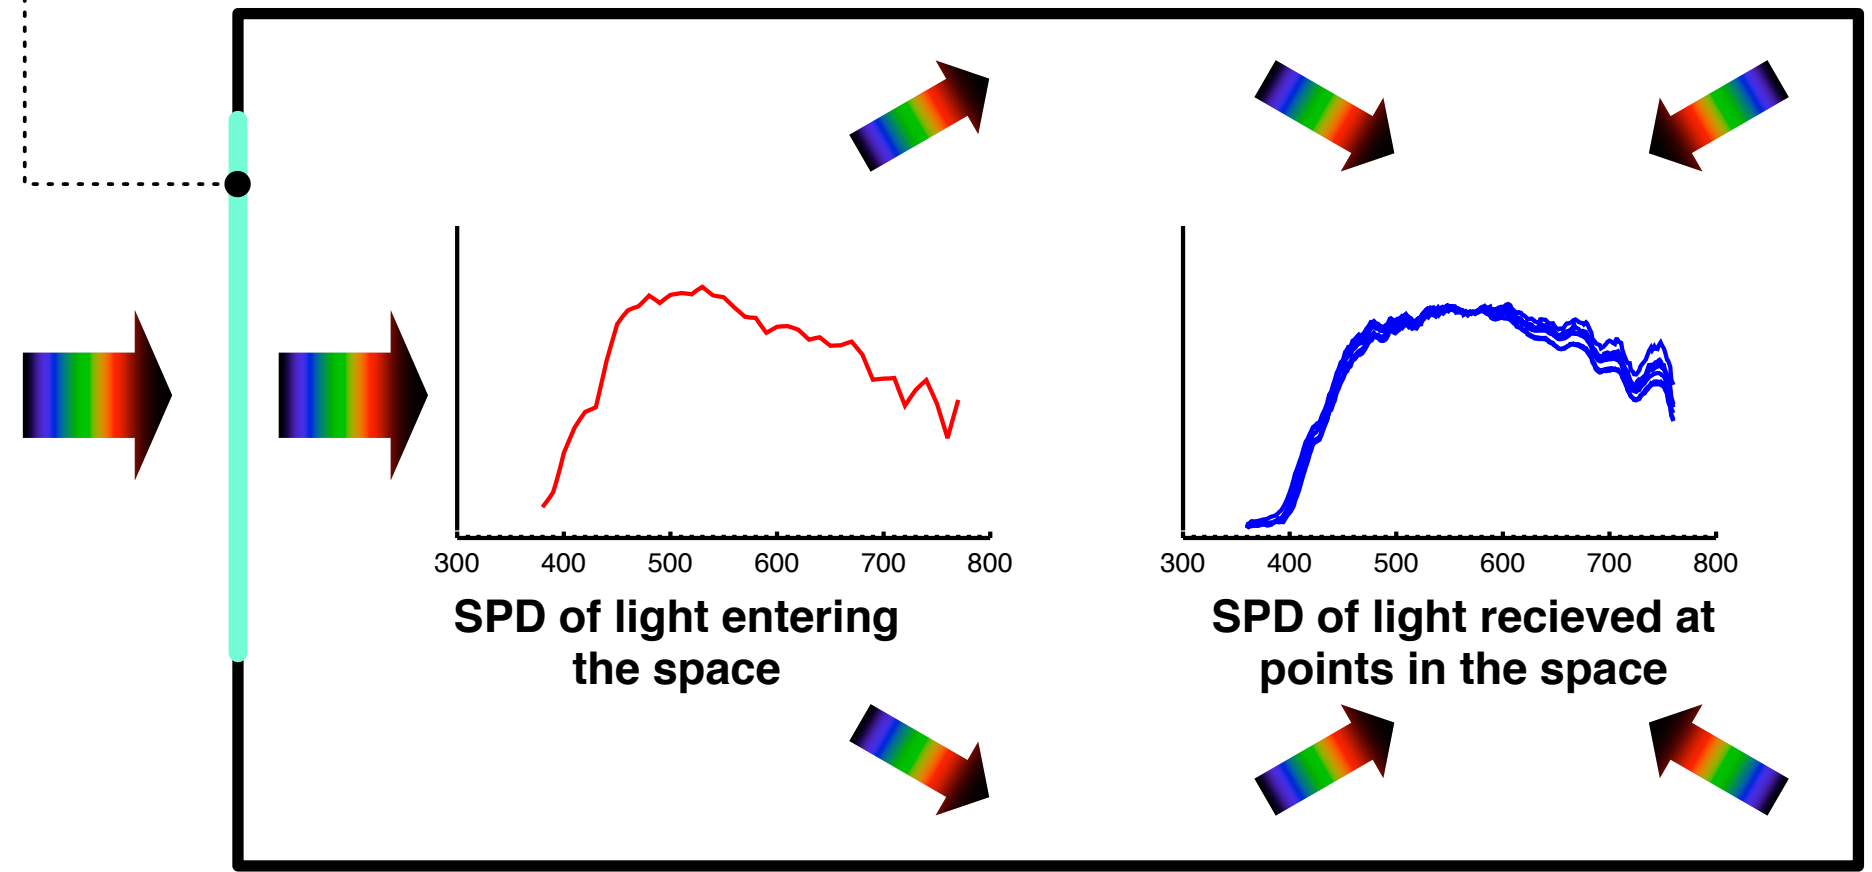 300 400 500 600 700 800
300 400 500 600 700 800
SPD of light entering
the space
SPD of light recieved at
points in the space